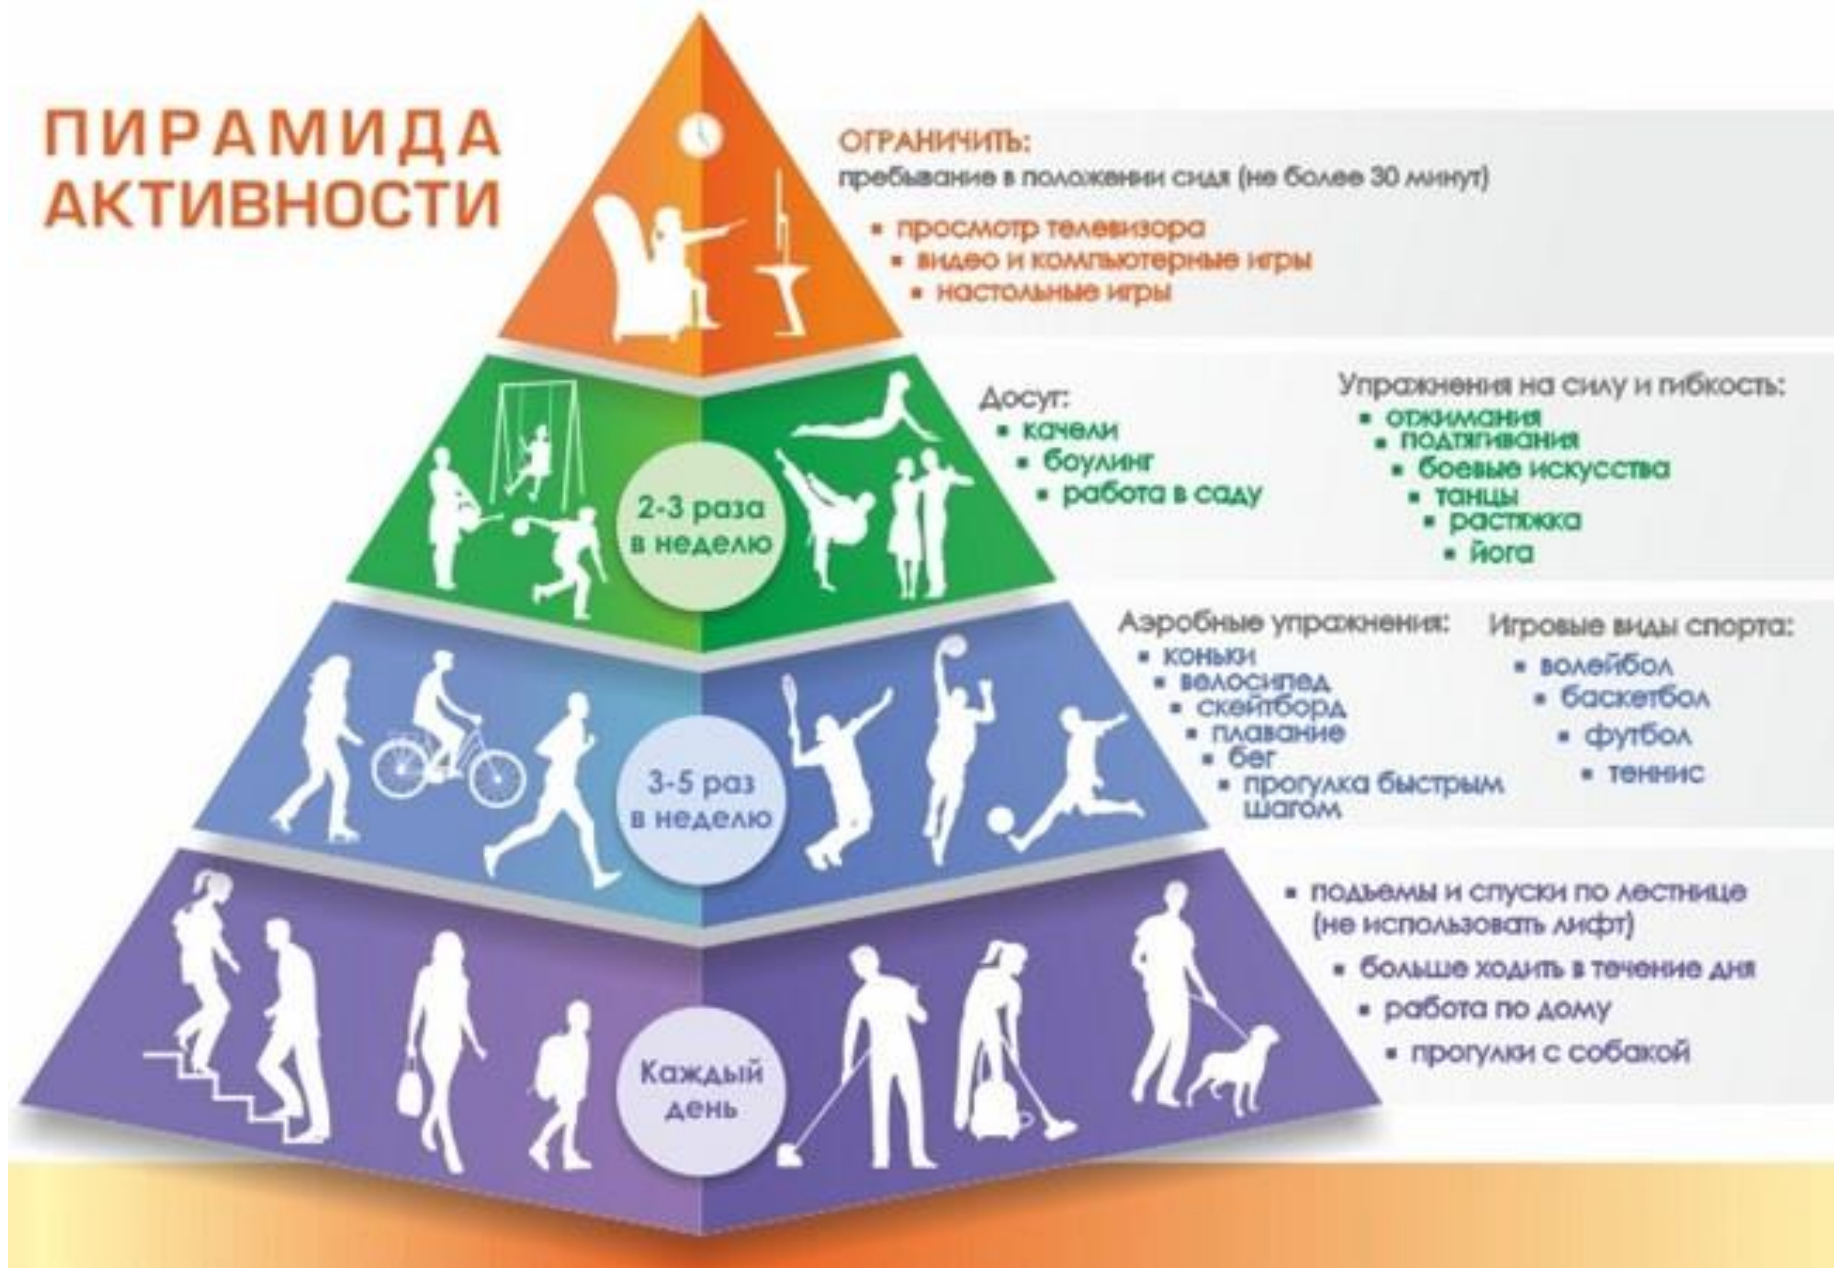 ПИРАМИДА
АКТИВНОСТИ
ОГРАНИЧИТЬ:
пребывание в положении сидя (не более 30 минут)
▪ просмотр телевизора
▪ видео и компьютерные игры
▪ настольные игры
2-3 раза
в неделю
Досуг:
▪ качели
▪ боулинг
▪ работа в саду
Упражнения на силу и гибкость:
▪ отжимания
▪ подтягивания
▪ боевые искусства
▪ танцы
▪ растяжка
▪ йога
3-5 раз
в неделю
Аэробные упражнения:
▪ коньки
▪ велосипед
▪ скейтборд
▪ плавание
▪ бег
▪ прогулка быстрым
шагом
Игровые виды спорта:
▪ волейбол
▪ баскетбол
▪ футбол
▪ теннис
Каждый
день
▪ подъемы и спуски по лестнице
(не использовать лифт)
▪ больше ходить в течение дня
▪ работа по дому
▪ прогулки с собакой